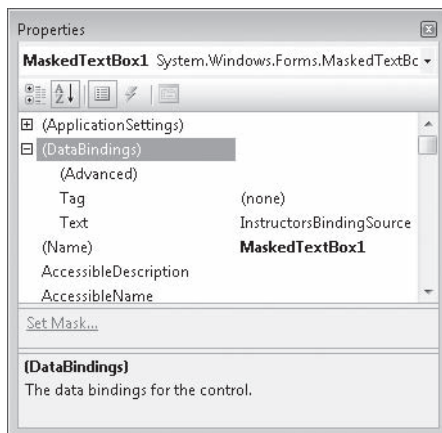 Properties
MaskedTextBox1 System.Windows.Forms.MaskedTextBc
(ApplicationSettings)
(DataBindings)
(Advanced)
Tag (none)
Text InstructorsBindingSource
(Name) MaskedTextBox1
AccessibleDescription
AccessibleName
Set Mask...
(DataBindings)
The data bindings for the control.